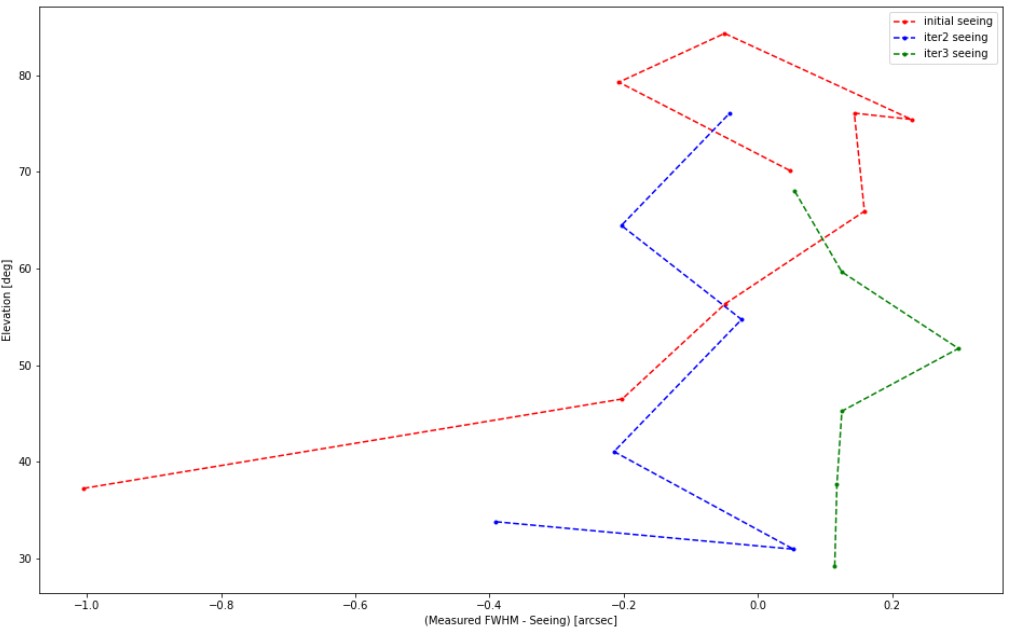 initial seeing
iter2 seeing
iter3 seeing
80
70
60
50
40
30
Elevation [deg]
−1.0 −0.8 −0.6 −0.4 −0.2 0.0 0.2
(Measured FWHM - Seeing) [arcsec]